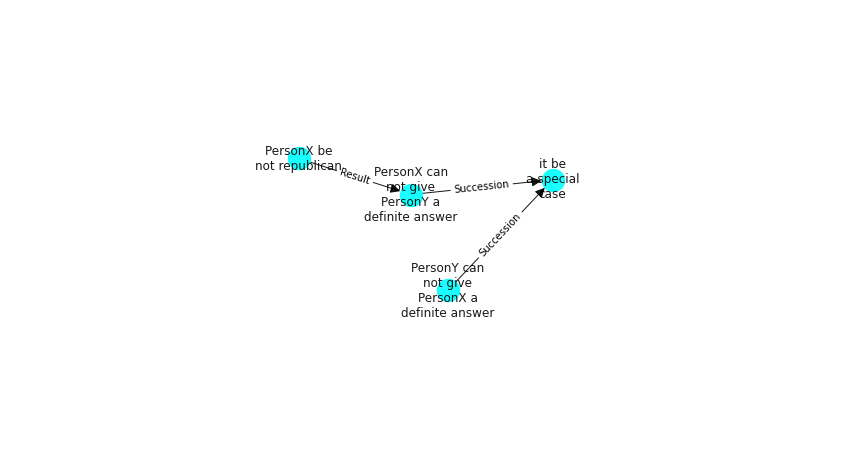 PersonX be
not republican
Result
PersonX can
not give
PersonY a
definite answer
Succession
it be
a special
case
Succession
PersonY can
not give
PersonX a
definite answer